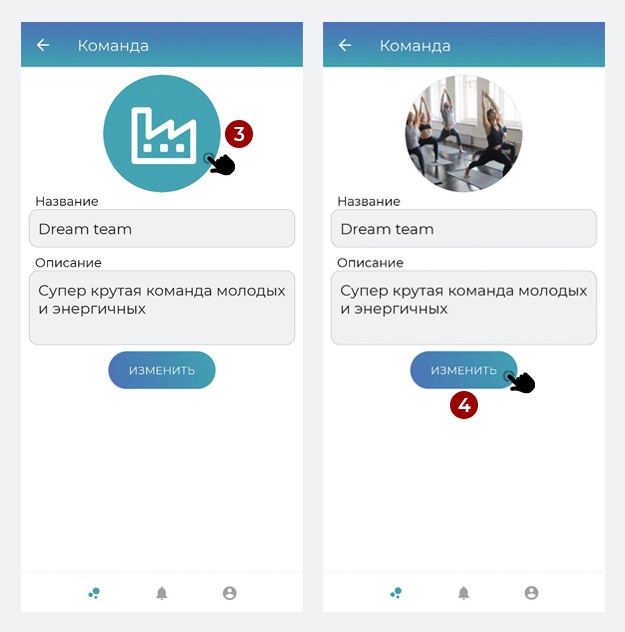 Команда
3
Название
Dream team
Описание
Супер крутая команда молодых
и энергичных
ИЗМЕНИТЬ
Команда
Название
Dream team
Описание
Супер крутая команда молодых
и энергичных
ИЗМЕНИТЬ
4